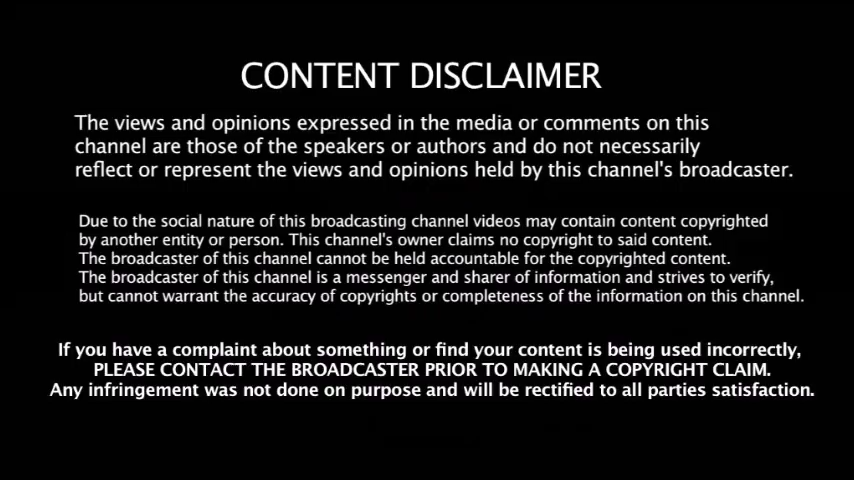 CONTENT DISCLAIMER
The views and opinions expressed in the media or comments on this
channel are those of the speakers or authors and do not necessarily
reflect or represent the views and opinions held by this channel's broadcaster.
Due to the social nature of this broadcasting channel videos may contain content copyrighted
by another entity or person. This channel's owner claims no copyright to said content.
The broadcaster of this channel cannot be held accountable for the copyrighted content.
The broadcaster of this channel is a messenger and sharer of information and strives to verify,
but cannot warrant the accuracy of copyrights or completeness of the information on this channel.
If you have a complaint about something or find your content is being used incorrectly,
PLEASE CONTACT THE BROADCASTER PRIOR TO MAKING A COPYRIGHT CLAIM.
Any infringement was not done on purpose and will be rectified to all parties satisfaction.